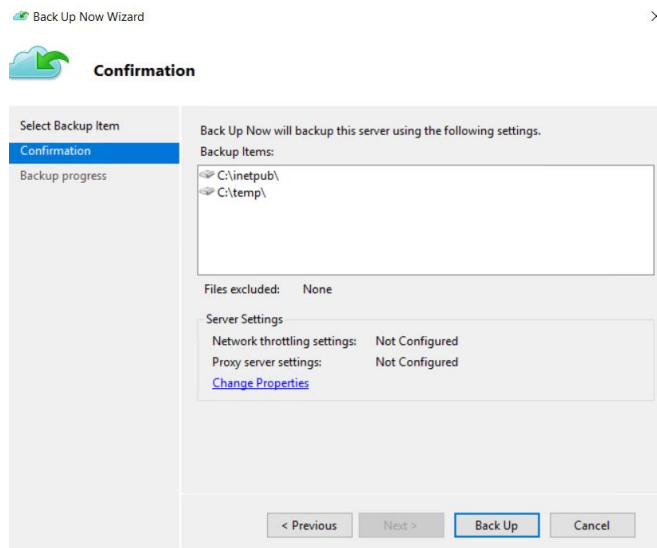 Back Up Now Wizard
Confirmation
Select Backup Item
Confirmation
Backup progress
Back Up Now will backup this server using the following settings.
Backup Items:
C:\inetpub\
C:\temp\
Files excluded: None
Server Settings
Network throttling settings: Not Configured
Proxy server settings: Not Configured
Change Properties
< Previous Next > Back Up Cancel